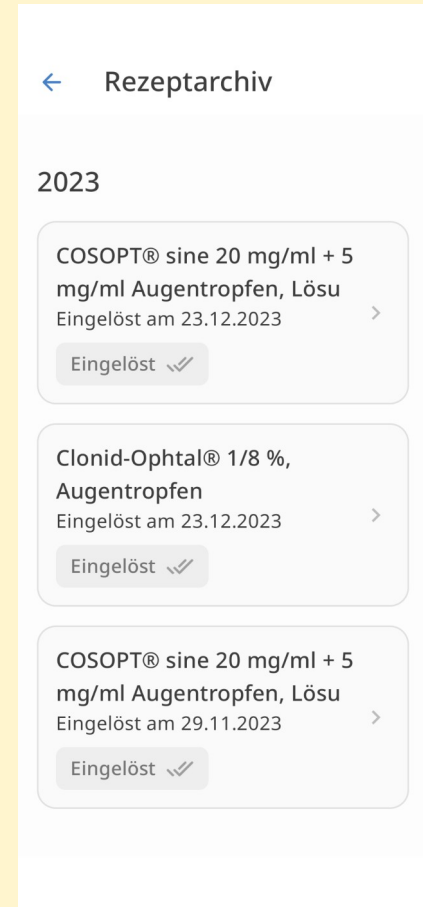 Rezeptarchiv
2023
COSOPT® sine 20 mg/ml + 5
mg/ml Augentropfen, Lösu
Eingelöst am 23.12.2023
Eingelöst
Clonid-Ophtal® 1/8 %,
Augentropfen
Eingelöst am 23.12.2023
Eingelöst
COSOPT® sine 20 mg/ml + 5
mg/ml Augentropfen, Lösu
Eingelöst am 29.11.2023
Eingelöst